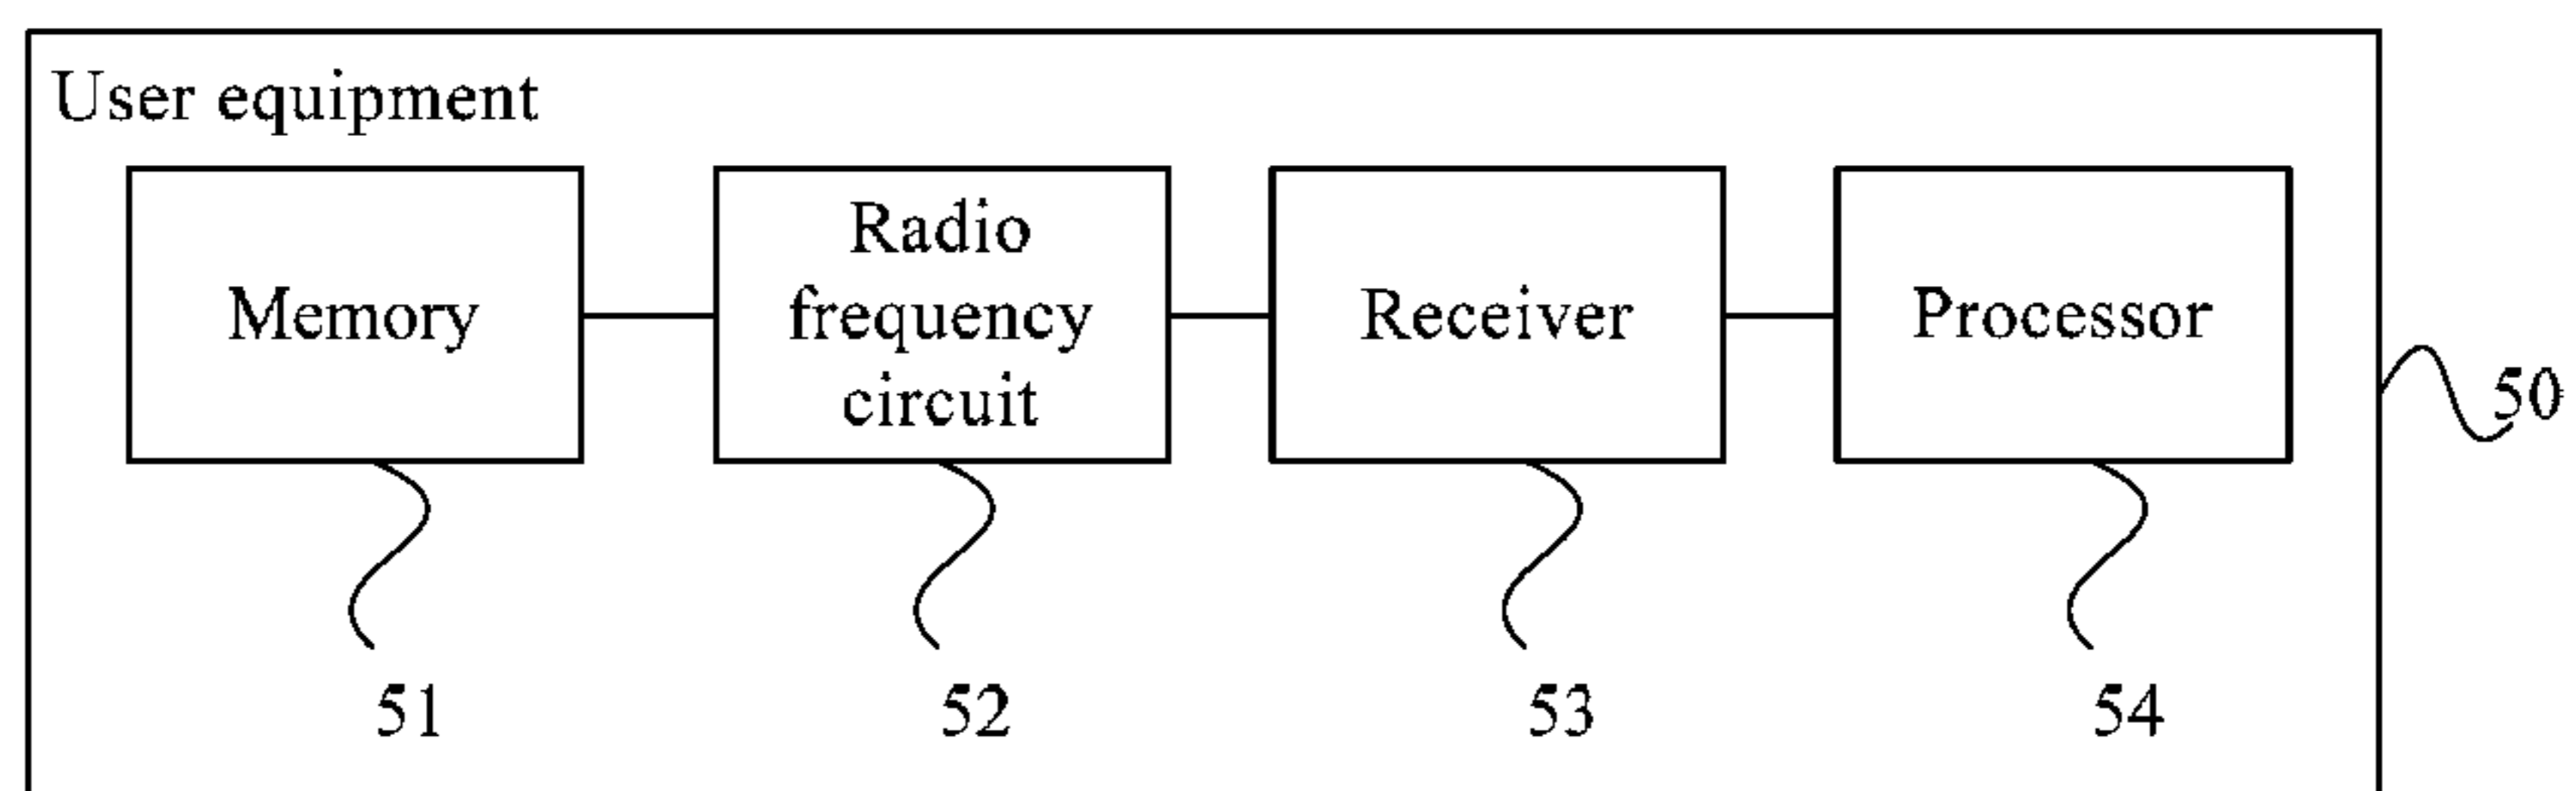 User equipment
Memory
Radio
frequency
circuit
Receiver
Processor
50
51
52
53
54